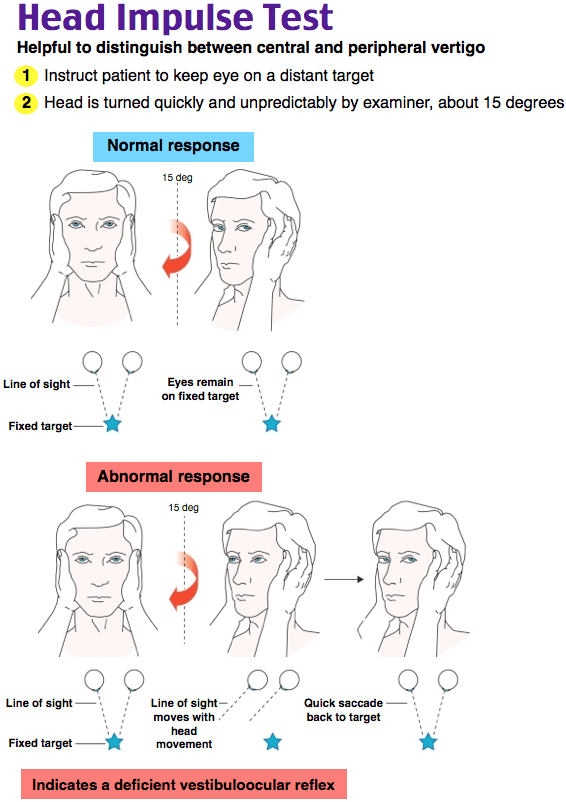 Head Impulse Test
Helpful to distinguish between central and peripheral vertigo
1 Instruct patient to keep eye on a distant target
2 Head is turned quickly and unpredictably by examiner, about 15 degrees
Normal response
15 deg
Line of sight
Fixed target
Eyes remain
on fixed target
Abnormal response
15 deg
Line of sight
Fixed target
Line of sight
moves with
head
movement
Quick saccade
back to target
Indicates a deficient vestibuloocular reflex